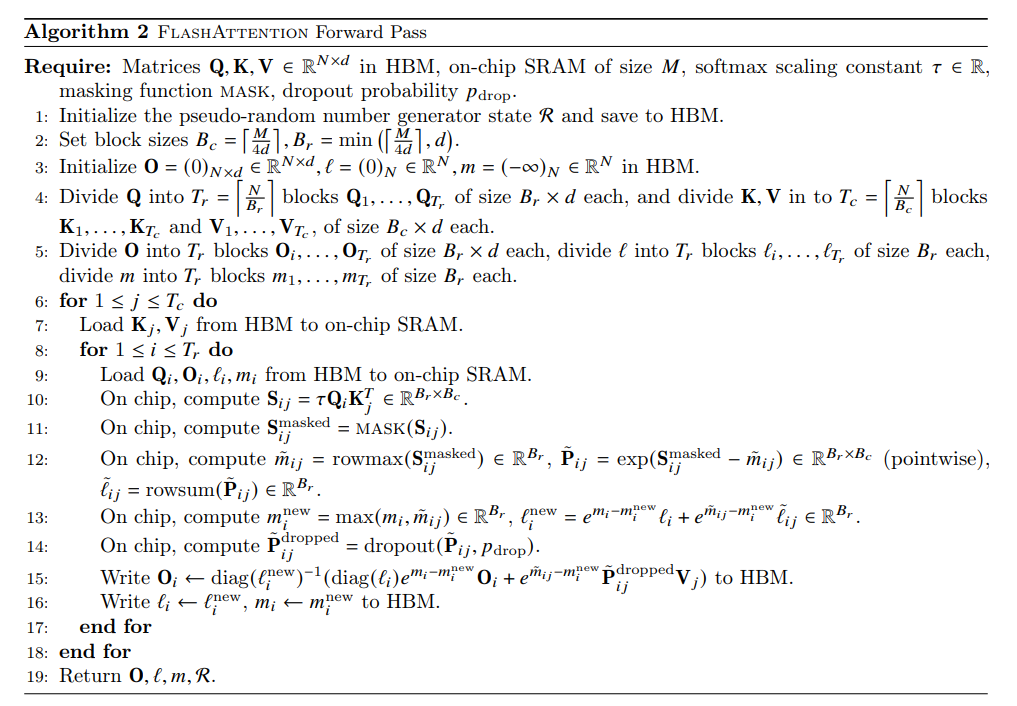 Algorithm 2 FLASHATTENTION Forward Pass
Require: Matrices Q, K, V ∈ ℝ^{N×d} in HBM, on-chip SRAM of size M, softmax scaling constant τ ∈ ℝ,
masking function MASK, dropout probability p_{drop}.
1: Initialize the pseudo-random number generator state ℛ and save to HBM.
2: Set block sizes B_c = ⌈M/4d⌉, B_r = min(⌈M/4d⌉, d).
3: Initialize O = (0)_{N×d} ∈ ℝ^{N×d}, ℓ = (0)_N ∈ ℝ^N, m = (−∞)_N ∈ ℝ^N in HBM.
4: Divide Q into T_r = ⌈N/B_r⌉ blocks Q_1, . . . , Q_{T_r} of size B_r × d each, and divide K, V in to T_c = ⌈N/B_c⌉ blocks
K_1, . . . , K_{T_c} and V_1, . . . , V_{T_c}, of size B_c × d each.
5: Divide O into T_r blocks O_i, . . . , O_{T_r} of size B_r × d each, divide ℓ into T_r blocks ℓ_i, . . . , ℓ_{T_r} of size B_r each,
divide m into T_r blocks m_1, . . . , m_{T_r} of size B_r each.
6: for 1 ≤ j ≤ T_c do
7: Load K_j, V_j from HBM to on-chip SRAM.
8: for 1 ≤ i ≤ T_r do
9: Load Q_i, O_i, ℓ_i, m_i from HBM to on-chip SRAM.
10: On chip, compute S_{ij} = τQ_iK_j^T ∈ ℝ^{B_r×B_c}.
11: On chip, compute S_{ij}^{masked} = MASK(S_{ij}).
12: On chip, compute m̃_{ij} = rowmax(S_{ij}^{masked}) ∈ ℝ^{B_r}, P̃_{ij} = exp(S_{ij}^{masked} − m̃_{ij}) ∈ ℝ^{B_r×B_c} (pointwise),
ℓ̃_{ij} = rowsum(P̃_{ij}) ∈ ℝ^{B_r}.
13: On chip, compute m_i^{new} = max(m_i, m̃_{ij}) ∈ ℝ^{B_r}, ℓ_i^{new} = e^{m_i−m_i^{new}} ℓ_i + e^{m̃_{ij}−m_i^{new}} ℓ̃_{ij} ∈ ℝ^{B_r}.
14: On chip, compute P̃_{ij}^{dropped} = dropout(P̃_{ij}, p_{drop}).
15: Write O_i ← diag(ℓ_i^{new})^{−1}(diag(ℓ_i)e^{m_i−m_i^{new}} O_i + e^{m̃_{ij}−m_i^{new}} P̃_{ij}^{dropped} V_j) to HBM.
16: Write ℓ_i ← ℓ_i^{new}, m_i ← m_i^{new} to HBM.
17: end for
18: end for
19: Return O, ℓ, m, ℛ.